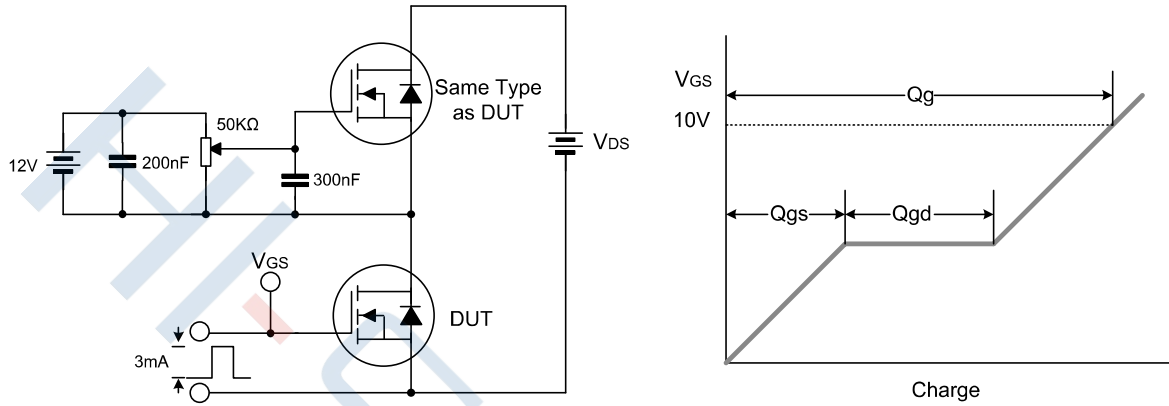 12V
200nF
50KΩ
300nF
Same Type
as DUT
VDS
VGS
DUT
3mA
VGS
10V
Qg
Qgs
Qgd
Charge